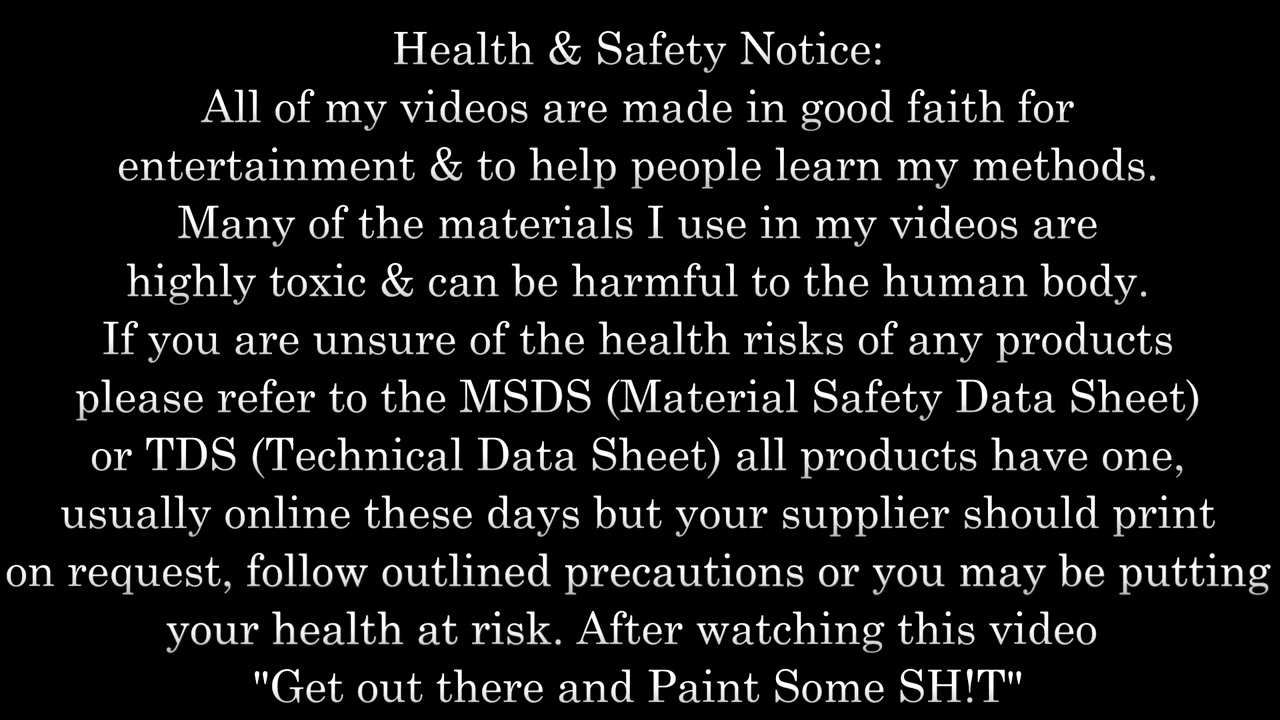 Health & Safety Notice:
All of my videos are made in good faith for
entertainment & to help people learn my methods.
Many of the materials I use in my videos are
highly toxic & can be harmful to the human body.
If you are unsure of the health risks of any products
please refer to the MSDS (Material Safety Data Sheet)
or TDS (Technical Data Sheet) all products have one,
usually online these days but your supplier should print
on request, follow outlined precautions or you may be putting
your health at risk. After watching this video
"Get out there and Paint Some SH!T"